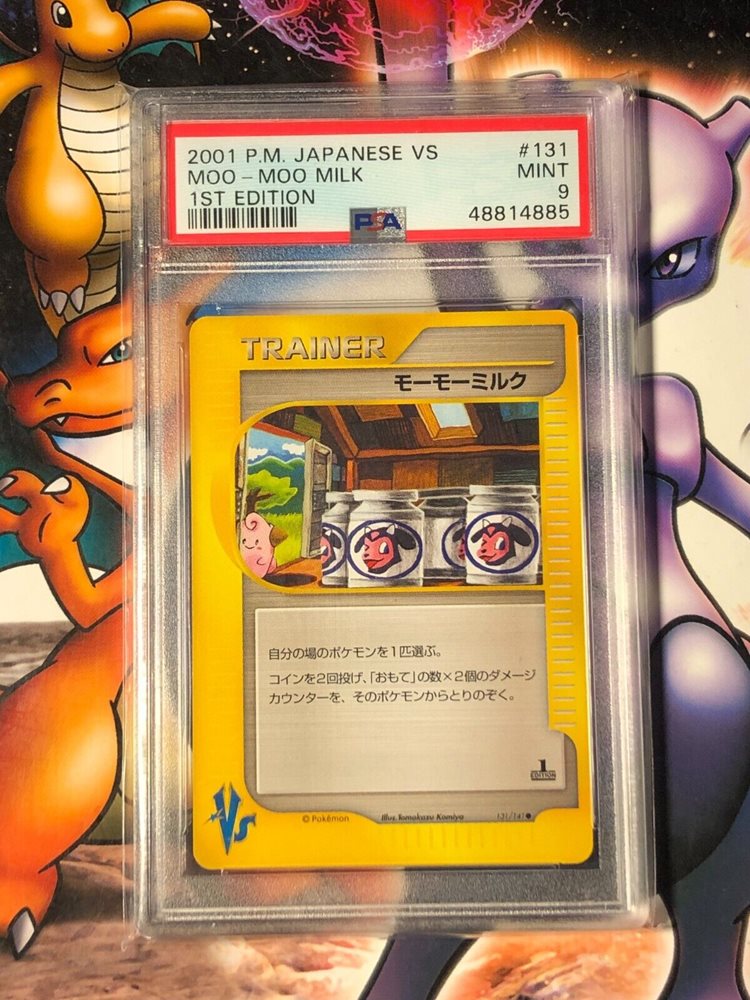 2001 P.M. JAPANESE VS #131
MOO-MOO MILK MINT
1ST EDITION 9
PSA 48814885
TRAINER
モーモーミルク
自分の場のポケモンを1匹選ぶ。
コインを2回投げ、「おもて」の数×2個のダメージ
カウンターを、そのポケモンからとりのぞく。
1
EDITION
VS
© Pokémon Illus. Tomokazu Komiya 131/141 ●